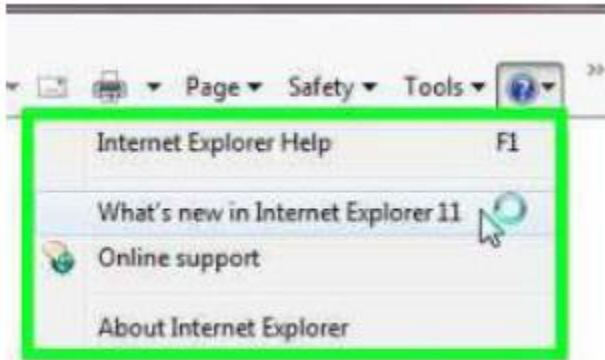 Page Safety Tools
Internet Explorer Help F1
What's new in Internet Explorer 11
Online support
About Internet Explorer